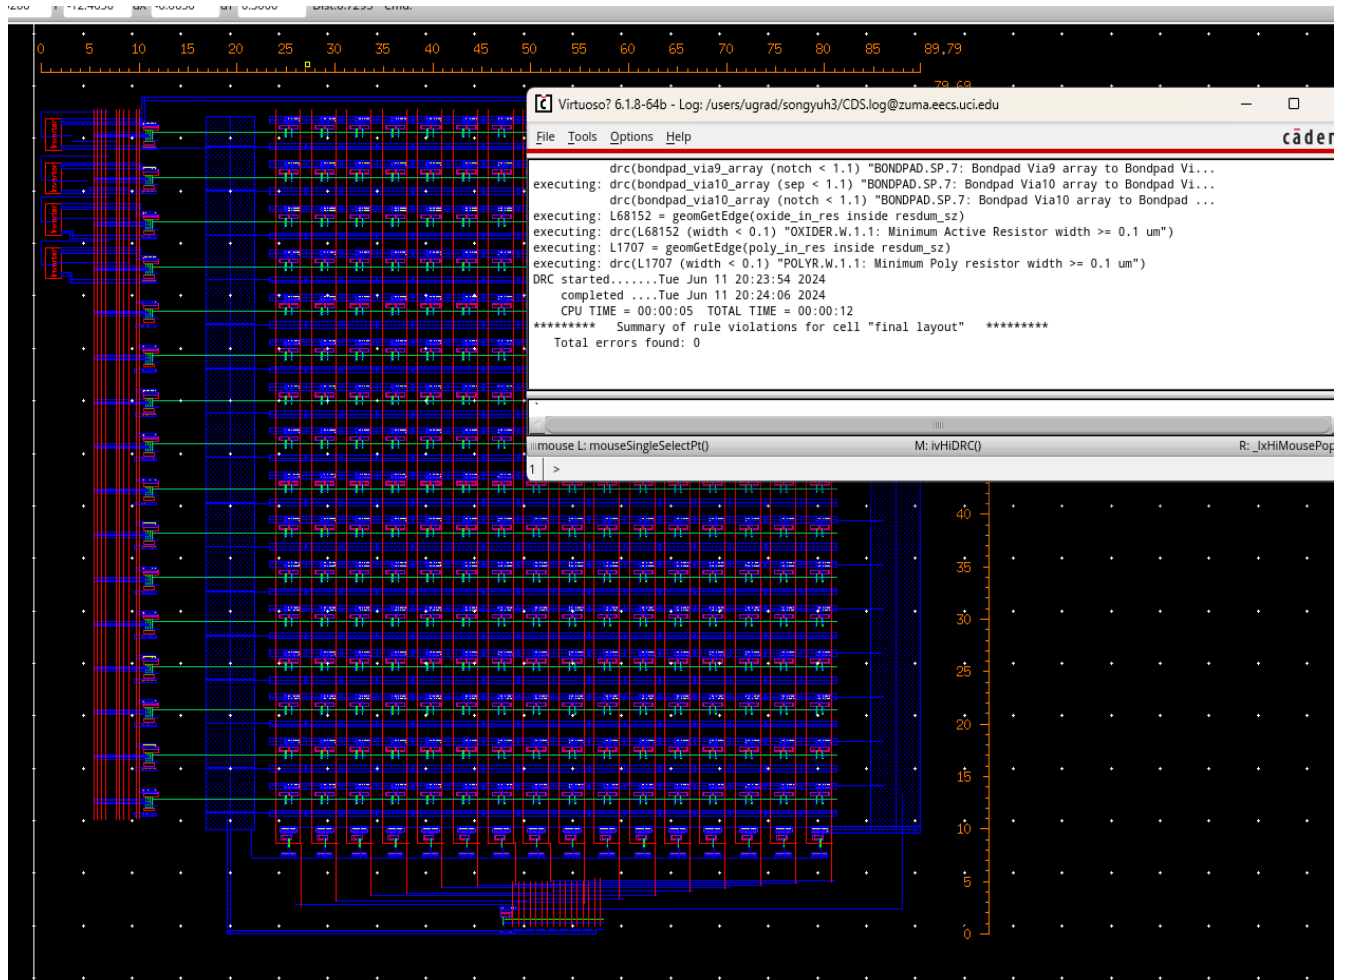 0 5 10 15 20 25 30 35 40 45 50 55 60 65 70 75 80 85 89.79
79.69
Virtuoso? 6.1.8-64b - Log: /users/ugrad/songyuh3/CDS.log@zuma.eecs.uci.edu
File Tools Options Help
drc(bondpad_via9_array (notch < 1.1) "BONDPAD.SP.7: Bondpad Via9 array to Bondpad Vi...
executing: drc(bondpad_via10_array (sep < 1.1) "BONDPAD.SP.7: Bondpad Via10 array to Bondpad Vi...
drc(bondpad_via10_array (notch < 1.1) "BONDPAD.SP.7: Bondpad Via10 array to Bondpad ...
executing: L68152 = geomGetEdge(oxide_in_res inside resdum_sz)
executing: drc(L68152 (width < 0.1) "OXIDER.W.1.1: Minimum Active Resistor width >= 0.1 um")
executing: L1707 = geomGetEdge(poly_in_res inside resdum_sz)
executing: drc(L1707 (width < 0.1) "POLYR.W.1.1: Minimum Poly resistor width >= 0.1 um")
DRC started.......Tue Jun 11 20:23:54 2024
completed ....Tue Jun 11 20:24:06 2024
CPU TIME = 00:00:05 TOTAL TIME = 00:00:12
********* Summary of rule violations for cell "final layout" *********
Total errors found: 0
mouse L: mouseSingleSelectPt() M: ivHiDRC() R: _lxHiMousePop
1 >
40
35
30
25
20
15
10
5
0